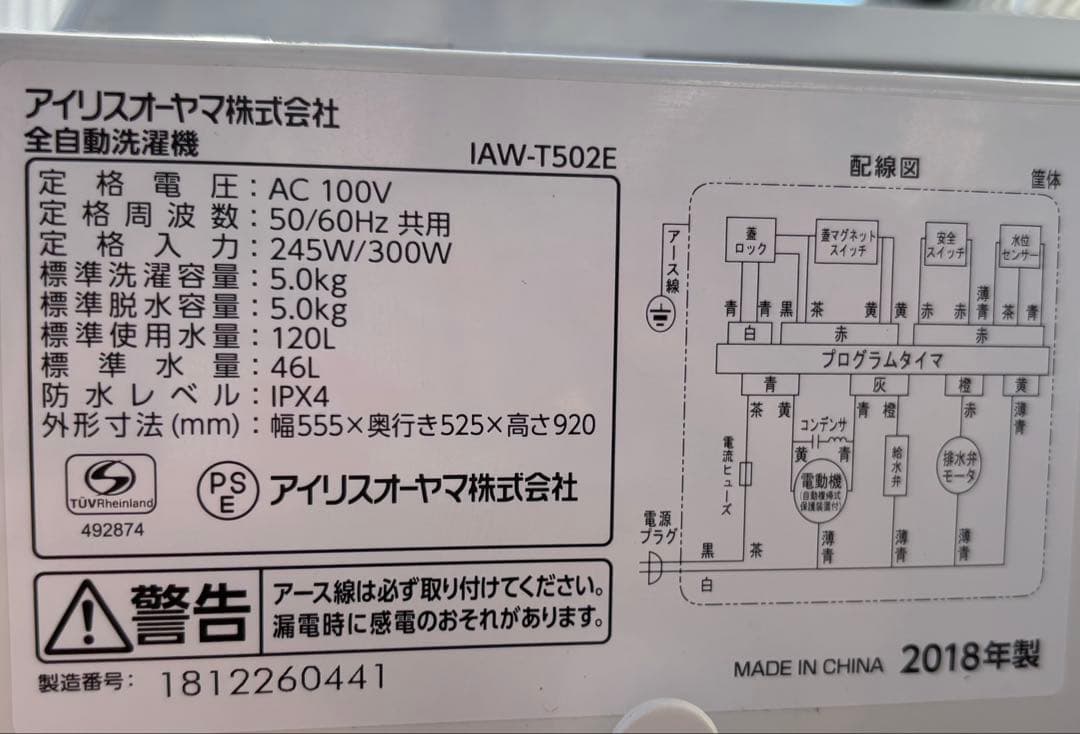 アイリスオーヤマ株式会社
全自動洗濯機
IAW-T502E
定格電圧：AC 100V
定格周波数：50/60Hz 共用
定格入力：245W/300W
標準洗濯容量：5.0kg
標準脱水容量：5.0kg
標準使用水量：120L
標準水量：46L
防水レベル：IPX4
外形寸法(mm)：幅555×奥行き525×高さ920
TÜVRheinland
492874
PSE
アイリスオーヤマ株式会社
警告
アース線は必ず取り付けてください。
漏電時に感電のおそれがあります。
製造番号: 1812260441
配線図
筐体
アース線
蓋
ロック
蓋マグネット
スイッチ
安全
スイッチ
水位
センサー
青 青 黒 茶 黄 黄 赤 赤 薄青 茶 青
白 赤 赤
プログラムタイマ
青 灰 橙 黄
茶 黄 青 橙 赤 薄青
コンデンサ
黄 青
電流ヒューズ
電動機
(自動復帰式
保護装置付)
給水弁
排水弁
モータ
電源
プラグ
黒 茶 薄青 薄青 薄青
白
MADE IN CHINA 2018年製